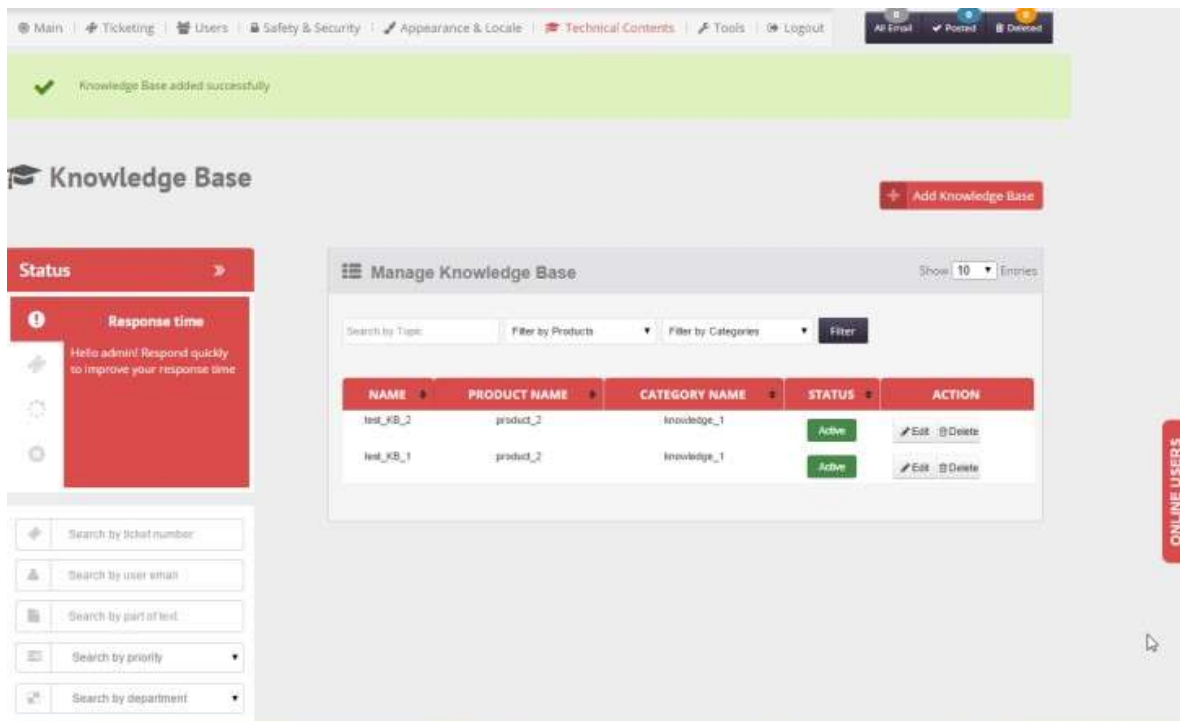 Main Ticketing Users Safety & Security Appearance & Locale Technical Contents Tools Logout
0 0 0
All Email Posted Deleted
Knowledge Base added successfully
Knowledge Base
Add Knowledge Base
Status
Response time
Hello admin! Respond quickly
to improve your response time
Search by ticket number
Search by user email
Search by part of text
Search by priority
Search by department
Manage Knowledge Base
Show 10 Entries
Search by Topic Filter by Products Filter by Categories Filter
NAME PRODUCT NAME CATEGORY NAME STATUS ACTION
test_KB_2 product_2 knowledge_1 Active Edit Delete
test_KB_1 product_2 knowledge_1 Active Edit Delete
ONLINE USERS